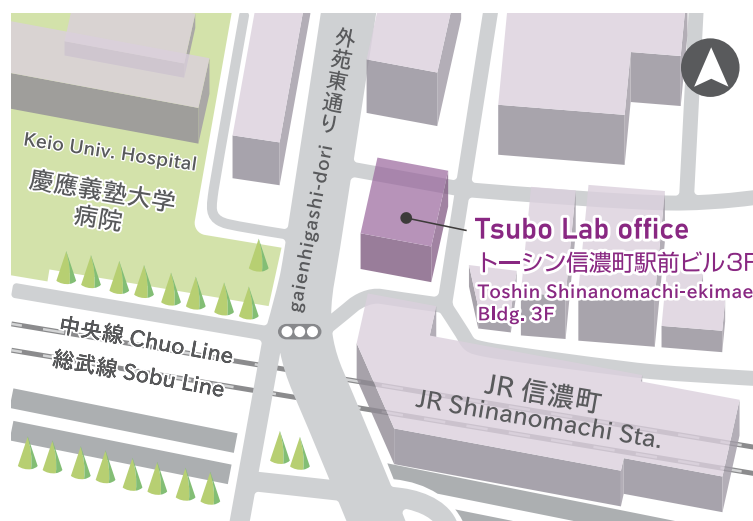 外苑東通り
gaienhigashi-dori
Keio Univ. Hospital
慶應義塾大学
病院
Tsubo Lab office
トーシン信濃町駅前ビル3F
Toshin Shinanomachi-ekimae
Bldg. 3F
中央線 Chuo Line
総武線 Sobu Line
JR 信濃町
JR Shinanomachi Sta.